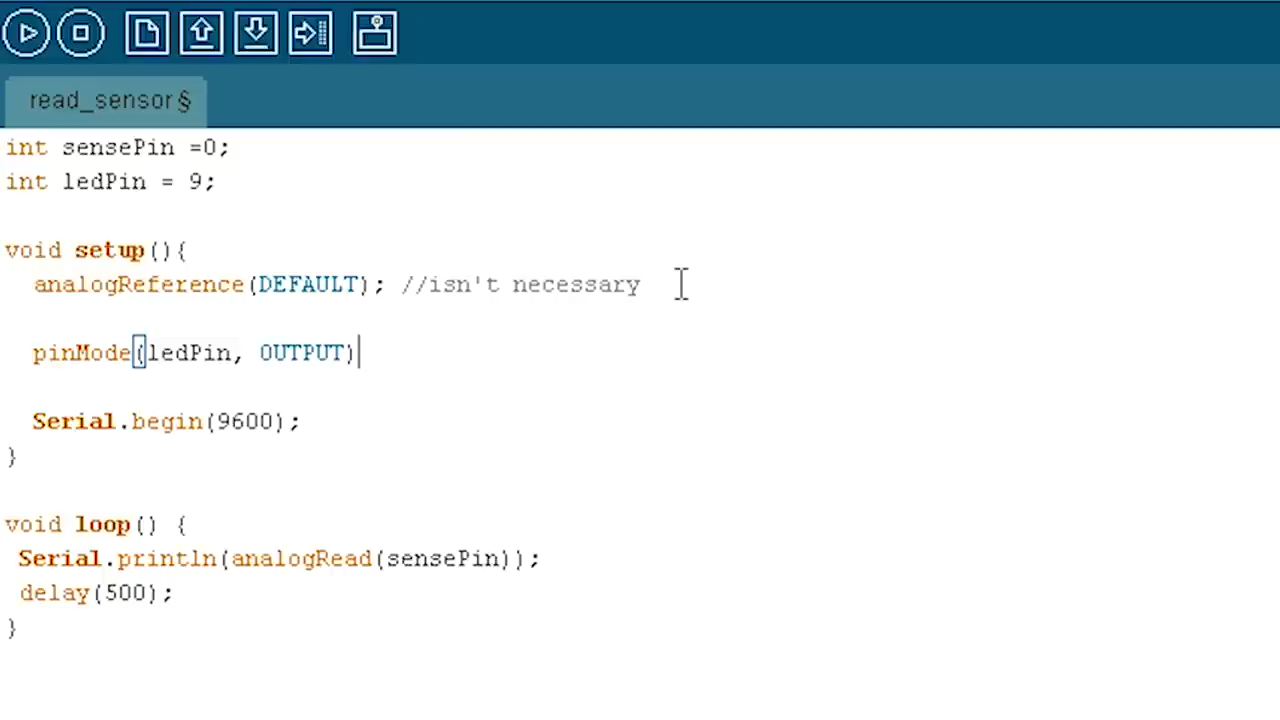 read_sensor §
int sensePin =0;
int ledPin = 9;
void setup(){
analogReference(DEFAULT); //isn't necessary
pinMode(ledPin, OUTPUT)
Serial.begin(9600);
}
void loop() {
Serial.println(analogRead(sensePin));
delay(500);
}